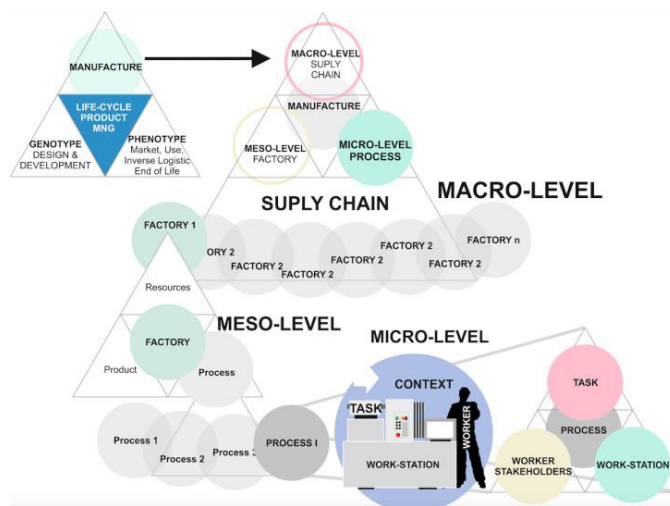 MANUFACTURE
LIFE-CYCLE
PRODUCT
MNG
GENOTYPE
DESIGN &
DEVELOPMENT
PHENOTYPE
Market, Use,
Inverse Logistic
End of Life
MACRO-LEVEL
SUPLY
CHAIN
MANUFACTURE
MESO-LEVEL
FACTORY
MICRO-LEVEL
PROCESS
SUPLY CHAIN
MACRO-LEVEL
FACTORY 1
ORY 2
FACTORY 2
FACTORY 2
FACTORY 2
FACTORY 2
FACTORY 2
FACTORY n
Resources
FACTORY
Product
Process
MESO-LEVEL
Process 1
Process 2
Process 3
PROCESS I
MICRO-LEVEL
CONTEXT
TASK
WORKER
WORK-STATION
TASK
PROCESS
WORKER
STAKEHOLDERS
WORK-STATION